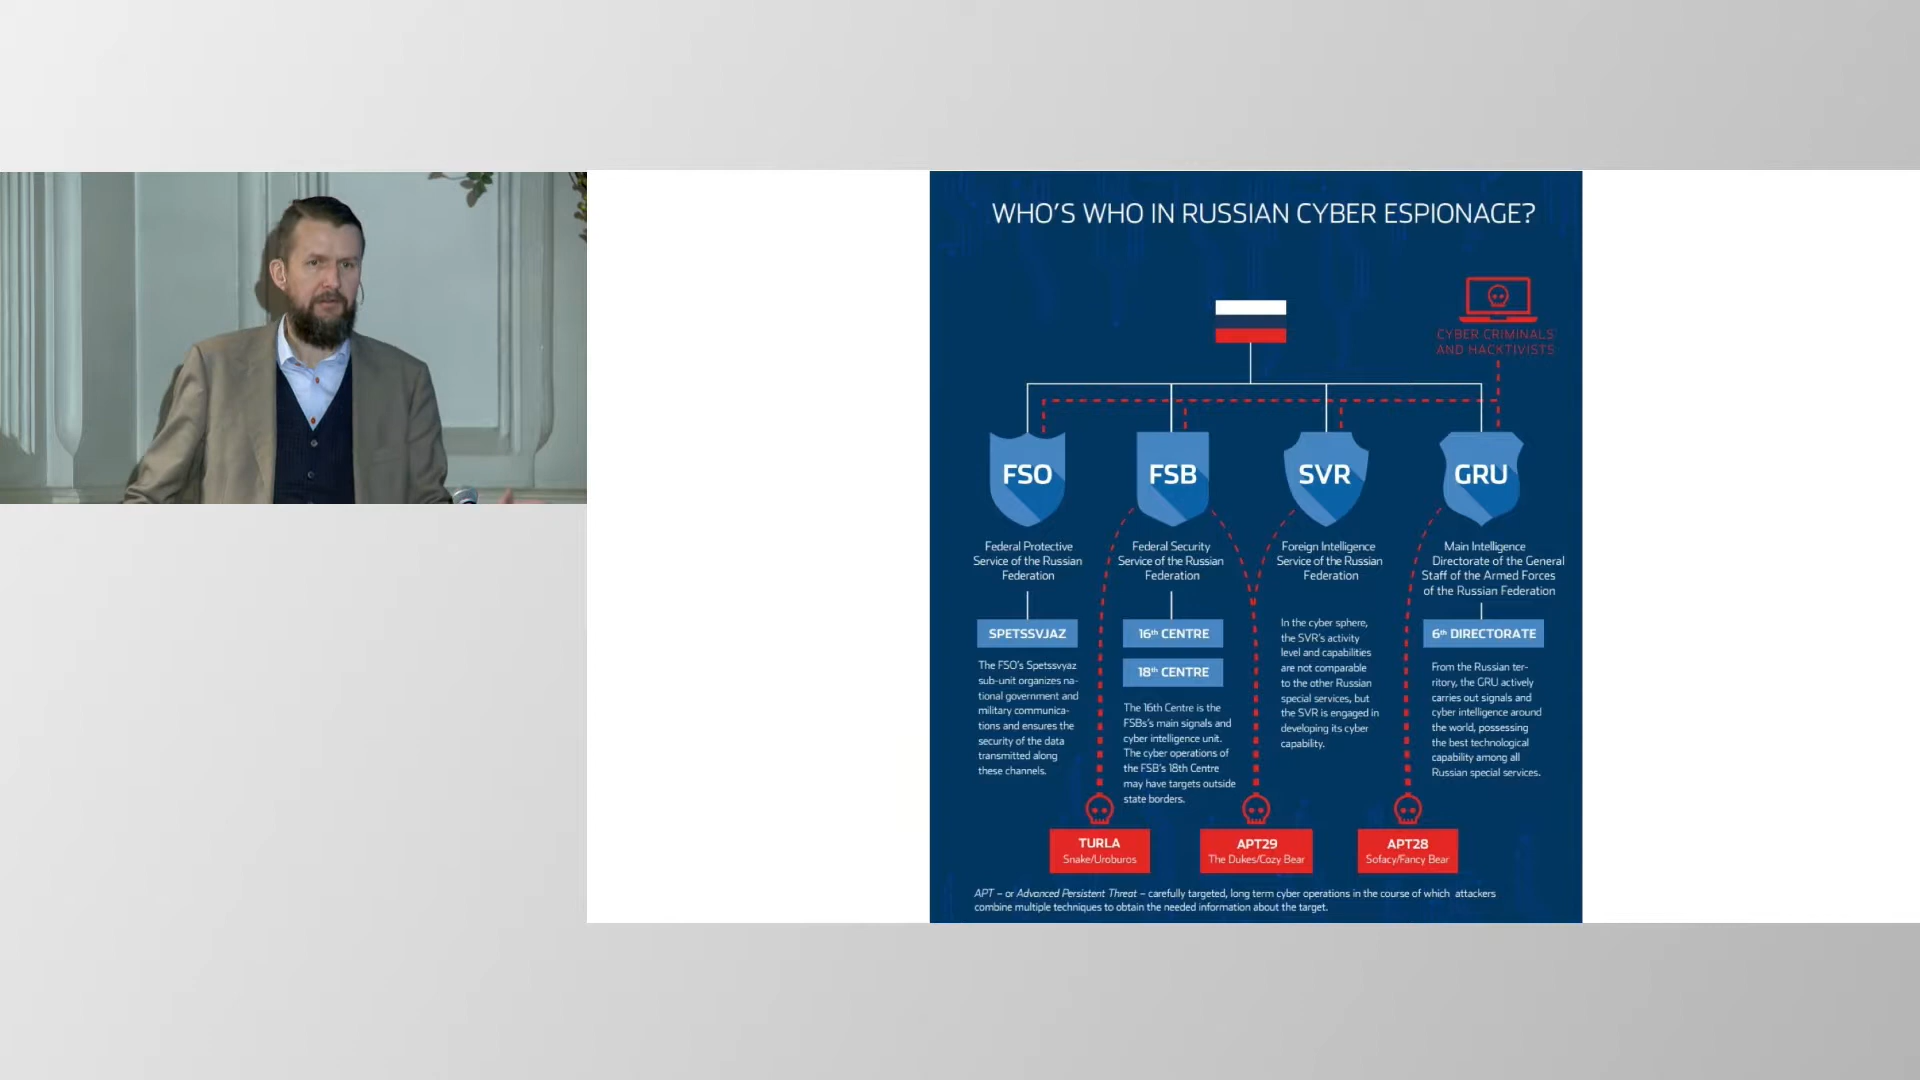 WHO'S WHO IN RUSSIAN CYBER ESPIONAGE?
CYBER CRIMINALS
AND HACKTIVISTS
FSO
Federal Protective
Service of the Russian
Federation
SPETSSVJAZ
The FSO's Spetssvyaz
sub-unit organizes na-
tional government and
military communica-
tions and ensures the
security of the data
transmitted along
these channels.
FSB
Federal Security
Service of the Russian
Federation
16th CENTRE
18th CENTRE
The 16th Centre is the
FSBs's main signals and
cyber intelligence unit.
The cyber operations of
the FSB's 18th Centre
may have targets outside
state borders.
SVR
Foreign Intelligence
Service of the Russian
Federation
In the cyber sphere,
the SVR's activity
level and capabilities
are not comparable
to the other Russian
special services, but
the SVR is engaged in
developing its cyber
capability.
GRU
Main Intelligence
Directorate of the General
Staff of the Armed Forces
of the Russian Federation
6th DIRECTORATE
From the Russian ter-
ritory, the GRU actively
carries out signals and
cyber intelligence around
the world, possessing
the best technological
capability among all
Russian special services.
TURLA
Snake/Uroburos
APT29
The Dukes/Cozy Bear
APT28
Sofacy/Fancy Bear
APT – or Advanced Persistent Threat – carefully targeted, long term cyber operations in the course of which attackers
combine multiple techniques to obtain the needed information about the target.